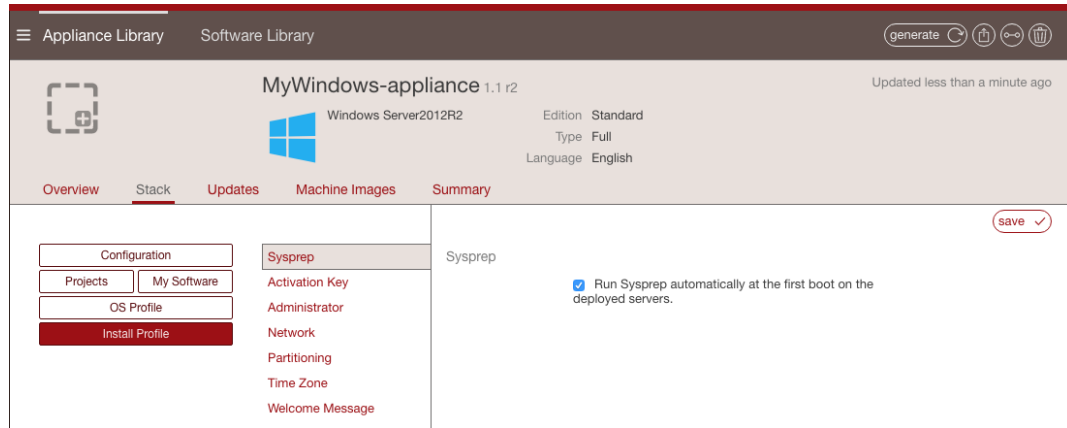 Appliance Library
Software Library
generate
MyWindows-appliance 1.1 r2
Updated less than a minute ago
Windows Server2012R2
Edition Standard
Type Full
Language English
Overview
Stack
Updates
Machine Images
Summary
save
Configuration
Projects
My Software
OS Profile
Install Profile
Sysprep
Activation Key
Administrator
Network
Partitioning
Time Zone
Welcome Message
Sysprep
Run Sysprep automatically at the first boot on the
deployed servers.